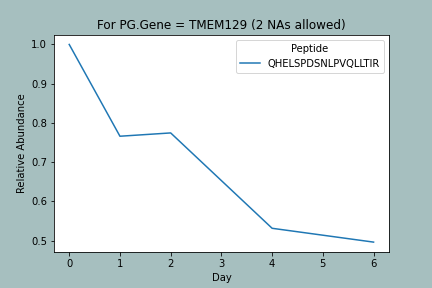 For PG.Gene = TMEM129 (2 NAs allowed)
Peptide
QHELSPDSNLPVQLLTIR
Relative Abundance
1.0
0.9
0.8
0.7
0.6
0.5
0 1 2 3 4 5 6
Day